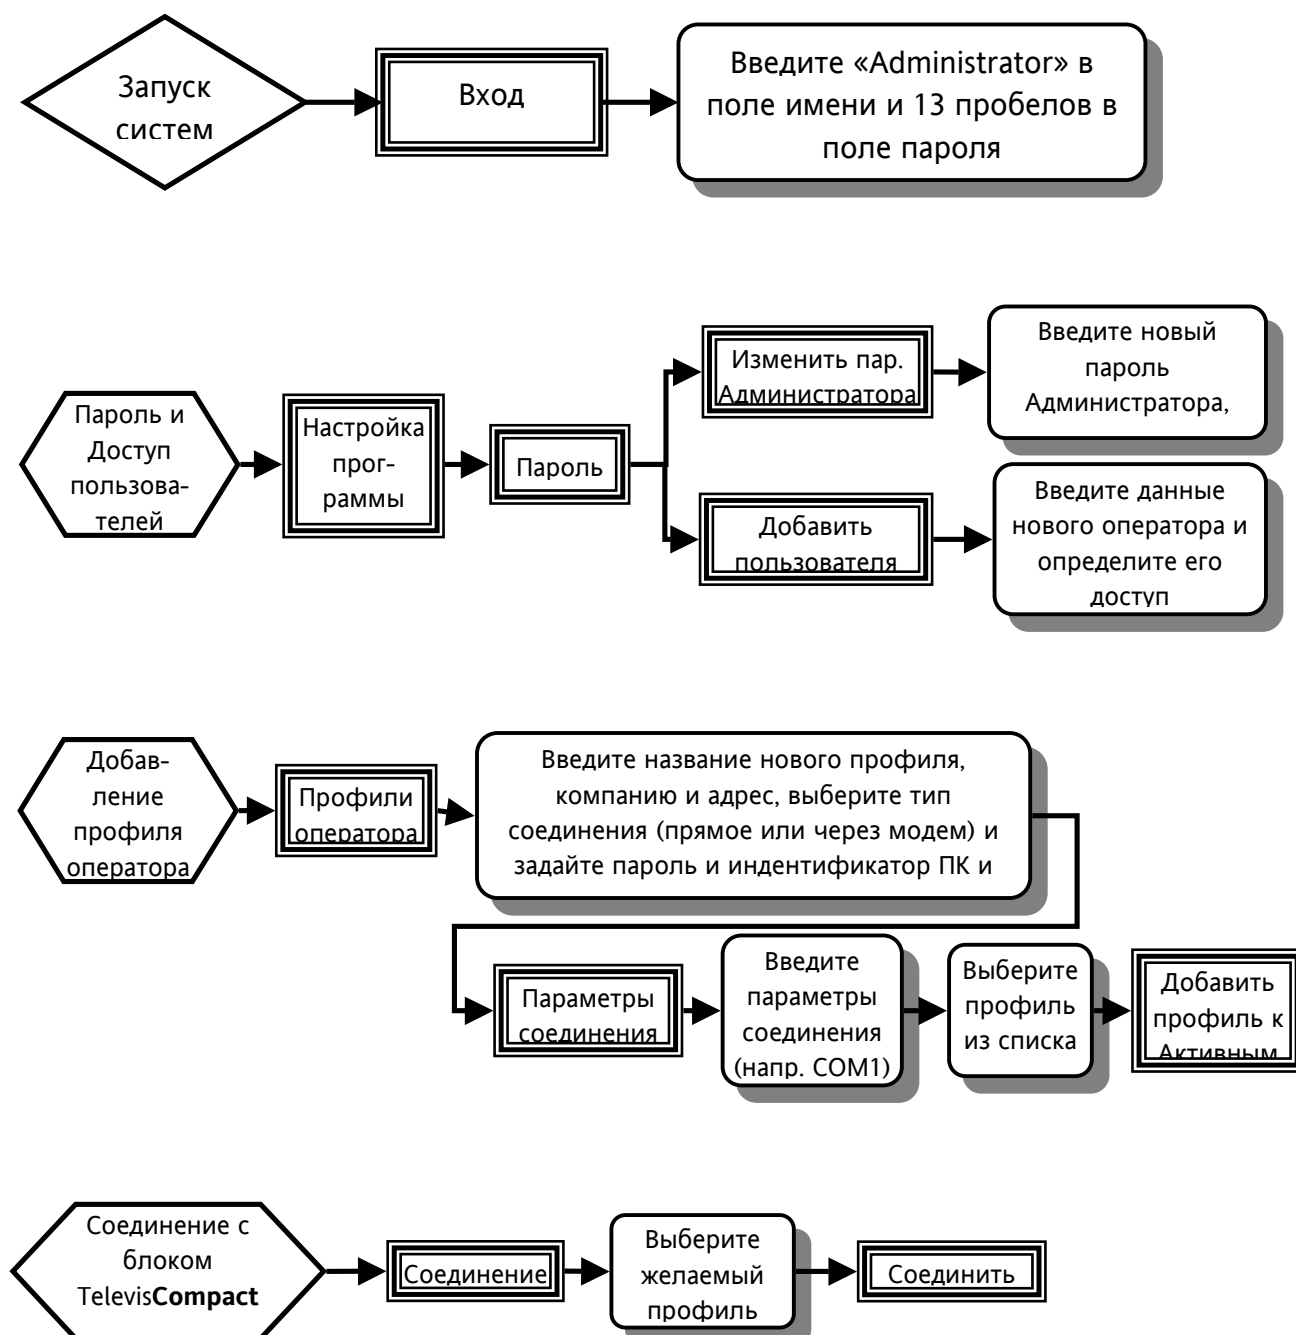 Запуск
систем
Вход
Введите «Administrator» в
поле имени и 13 пробелов в
поле пароля
Пароль и
Доступ
пользова-
телей
Настройка
прог-
раммы
Пароль
Изменить пар.
Администратора
Введите новый
пароль
Администратора,
Добавить
пользователя
Введите данные
нового оператора и
определите его
доступ
Добав-
ление
профиля
оператора
Профили
оператора
Введите название нового профиля,
компанию и адрес, выберите тип
соединения (прямое или через модем) и
задайте пароль и индентификатор ПК и
Параметры
соединения
Введите
параметры
соединения
(напр. COM1)
Выберите
профиль
из списка
Добавить
профиль к
Активным
Соединение с
блоком
TelevisCompact
Соединение
Выберите
желаемый
профиль
Соединить